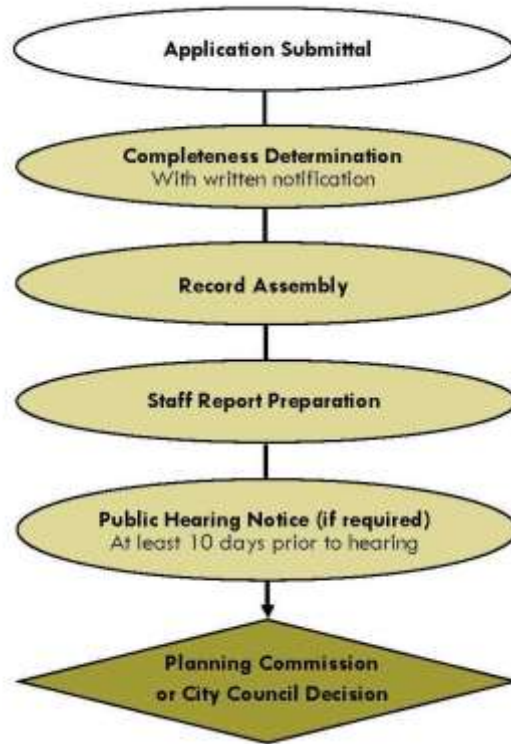 Application Submittal
Completeness Determination
With written notification
Record Assembly
Staff Report Preparation
Public Hearing Notice (if required)
At least 10 days prior to hearing
Planning Commission
or City Council Decision